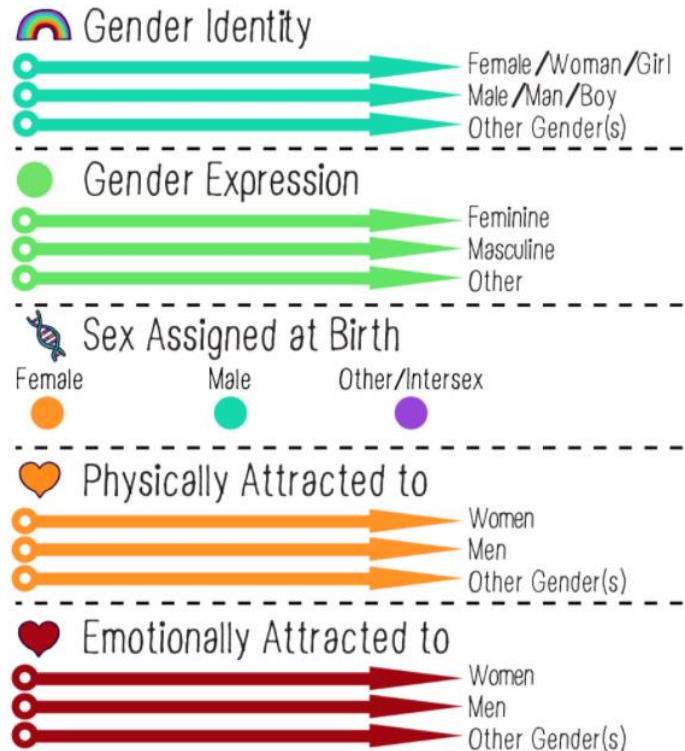 Gender Identity
Female/Woman/Girl
Male/Man/Boy
Other Gender(s)
Gender Expression
Feminine
Masculine
Other
Sex Assigned at Birth
Female Male Other/Intersex
Physically Attracted to
Women
Men
Other Gender(s)
Emotionally Attracted to
Women
Men
Other Gender(s)